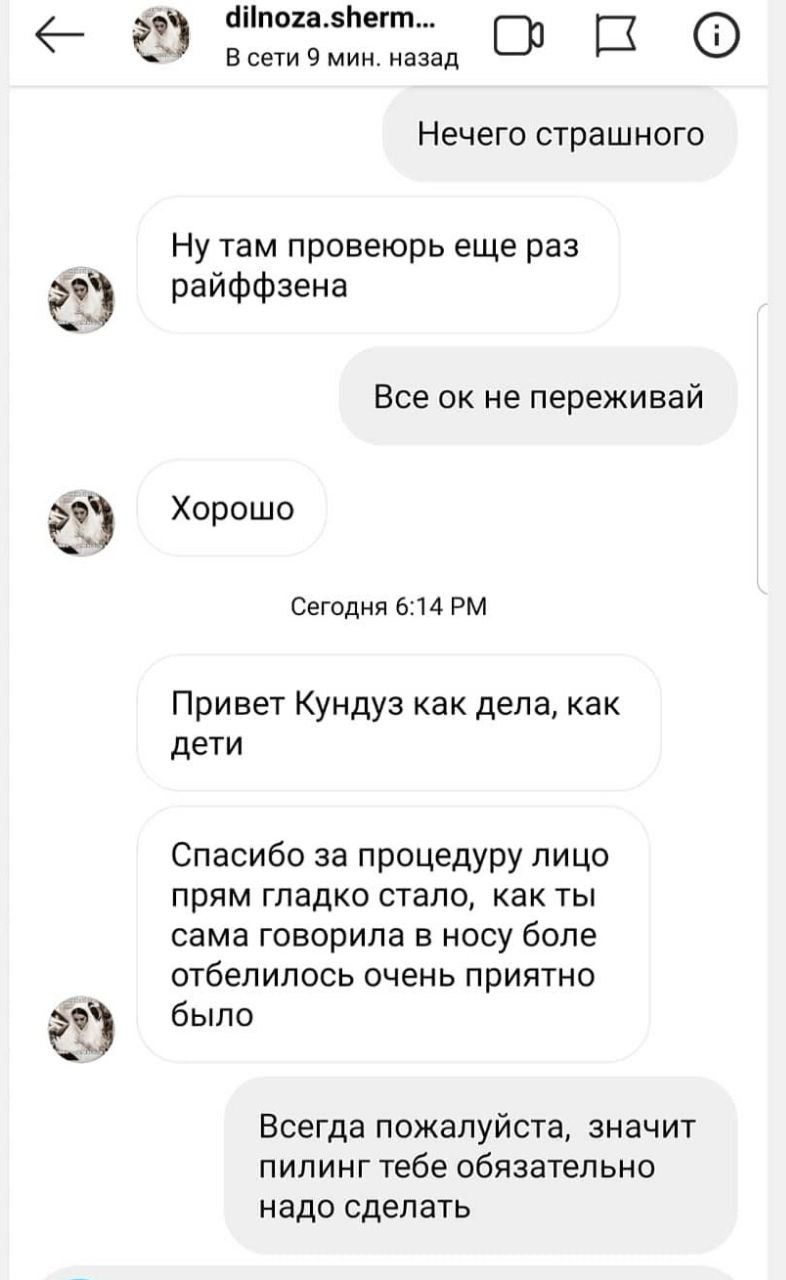 dilnoza.sherm...
В сети 9 мин. назад
Нечего страшного
Ну там провеюрь еще раз
райффзена
Все ок не переживай
Хорошо
Сегодня 6:14 PM
Привет Кундуз как дела, как
дети
Спасибо за процедуру лицо
прям гладко стало, как ты
сама говорила в носу боле
отбелилось очень приятно
было
Всегда пожалуйста, значит
пилинг тебе обязательно
надо сделать